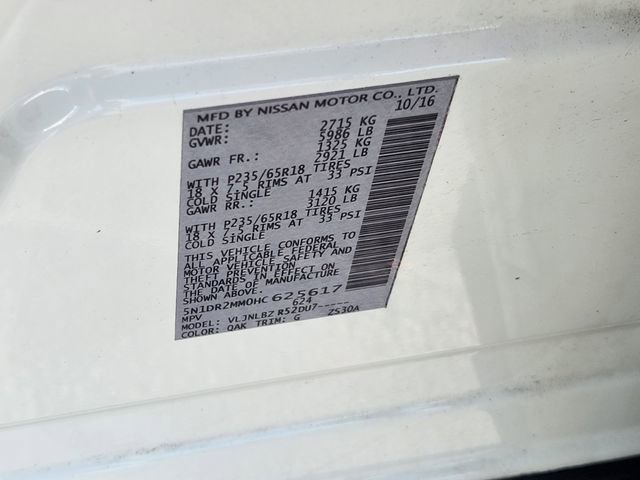 MFD BY NISSAN MOTOR CO., LTD.
DATE: 10/16
GVWR: 2715 KG
5986 LB
GAWR FR.: 1325 KG
2921 LB
WITH P235/65R18 TIRES
18 X 7.5 RIMS AT 33 PSI
COLD SINGLE
GAWR RR.: 1415 KG
3120 LB
WITH P235/65R18 TIRES
18 X 7.5 RIMS AT 33 PSI
COLD SINGLE
THIS VEHICLE CONFORMS TO
ALL APPLICABLE FEDERAL
MOTOR VEHICLE SAFETY AND
THEFT PREVENTION
STANDARDS IN EFFECT ON
THE DATE OF MANUFACTURE
SHOWN ABOVE.
5N1DR2MM0HC625617
MPV 624
MODEL: VLJNLBZ R52DU7-----
COLOR: QAK TRIM: G ZS30A